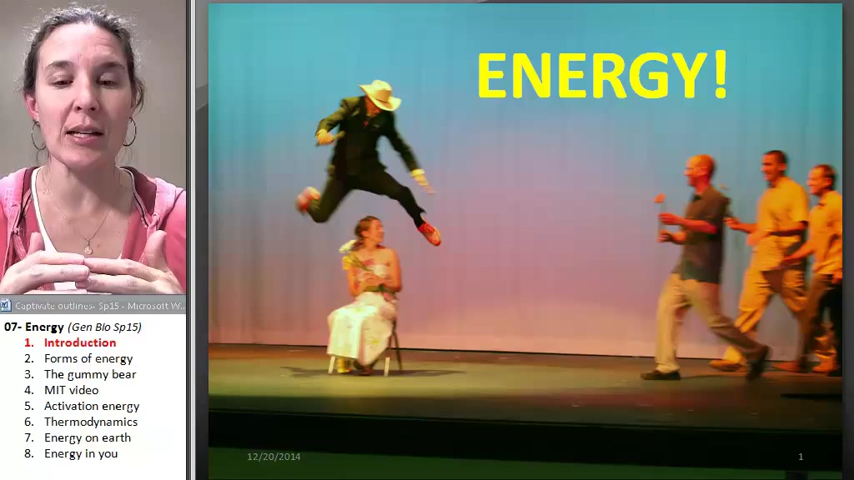 ENERGY!
Captivate outlines- Sp15 - Microsoft W...
07- Energy (Gen Bio Sp15)
1. Introduction
2. Forms of energy
3. The gummy bear
4. MIT video
5. Activation energy
6. Thermodynamics
7. Energy on earth
8. Energy in you
12/20/2014
1